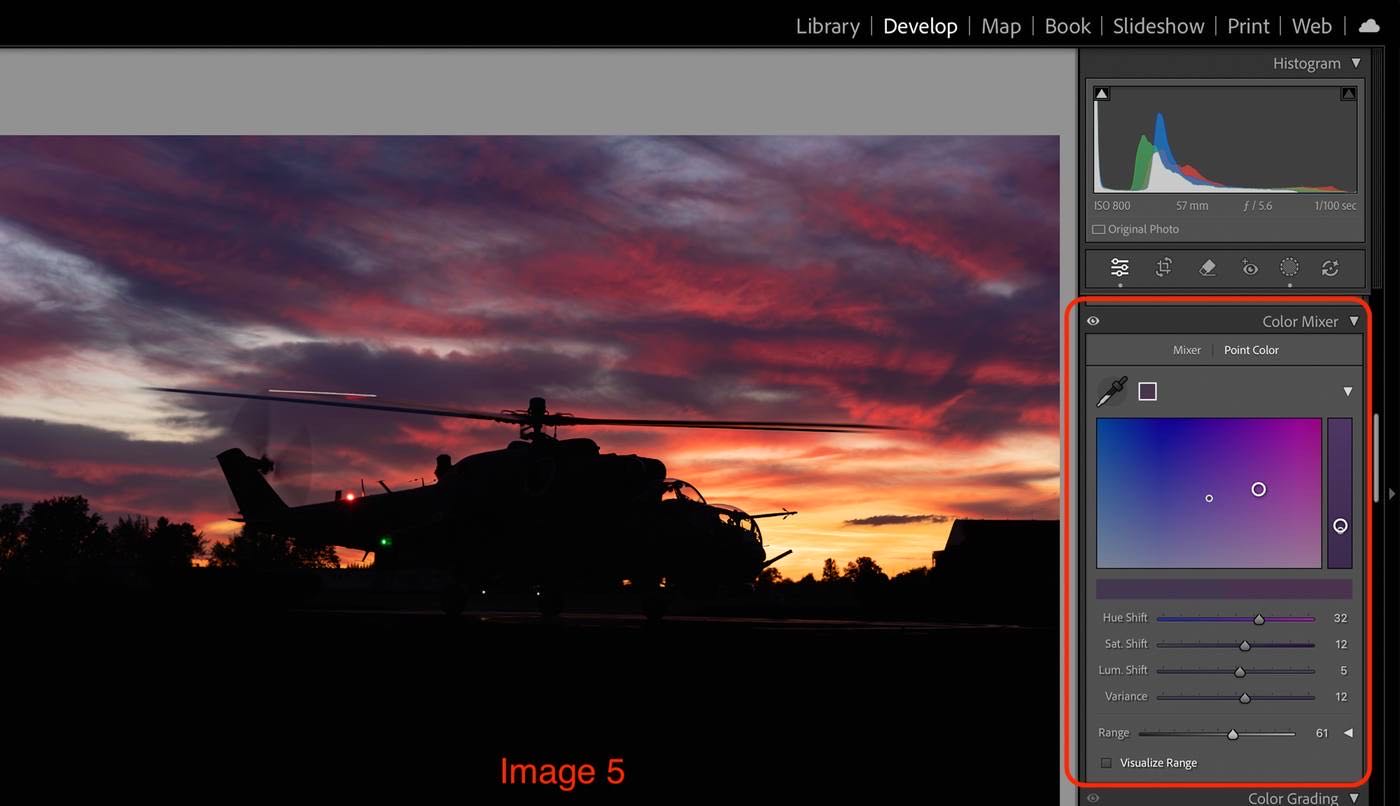 Library | Develop | Map | Book | Slideshow | Print | Web |
Histogram
ISO 800 57 mm ƒ / 5.6 1/100 sec
Original Photo
Color Mixer
Mixer | Point Color
Hue Shift 32
Sat. Shift 12
Lum. Shift 5
Variance 12
Range 61
Visualize Range
Image 5
Color Grading